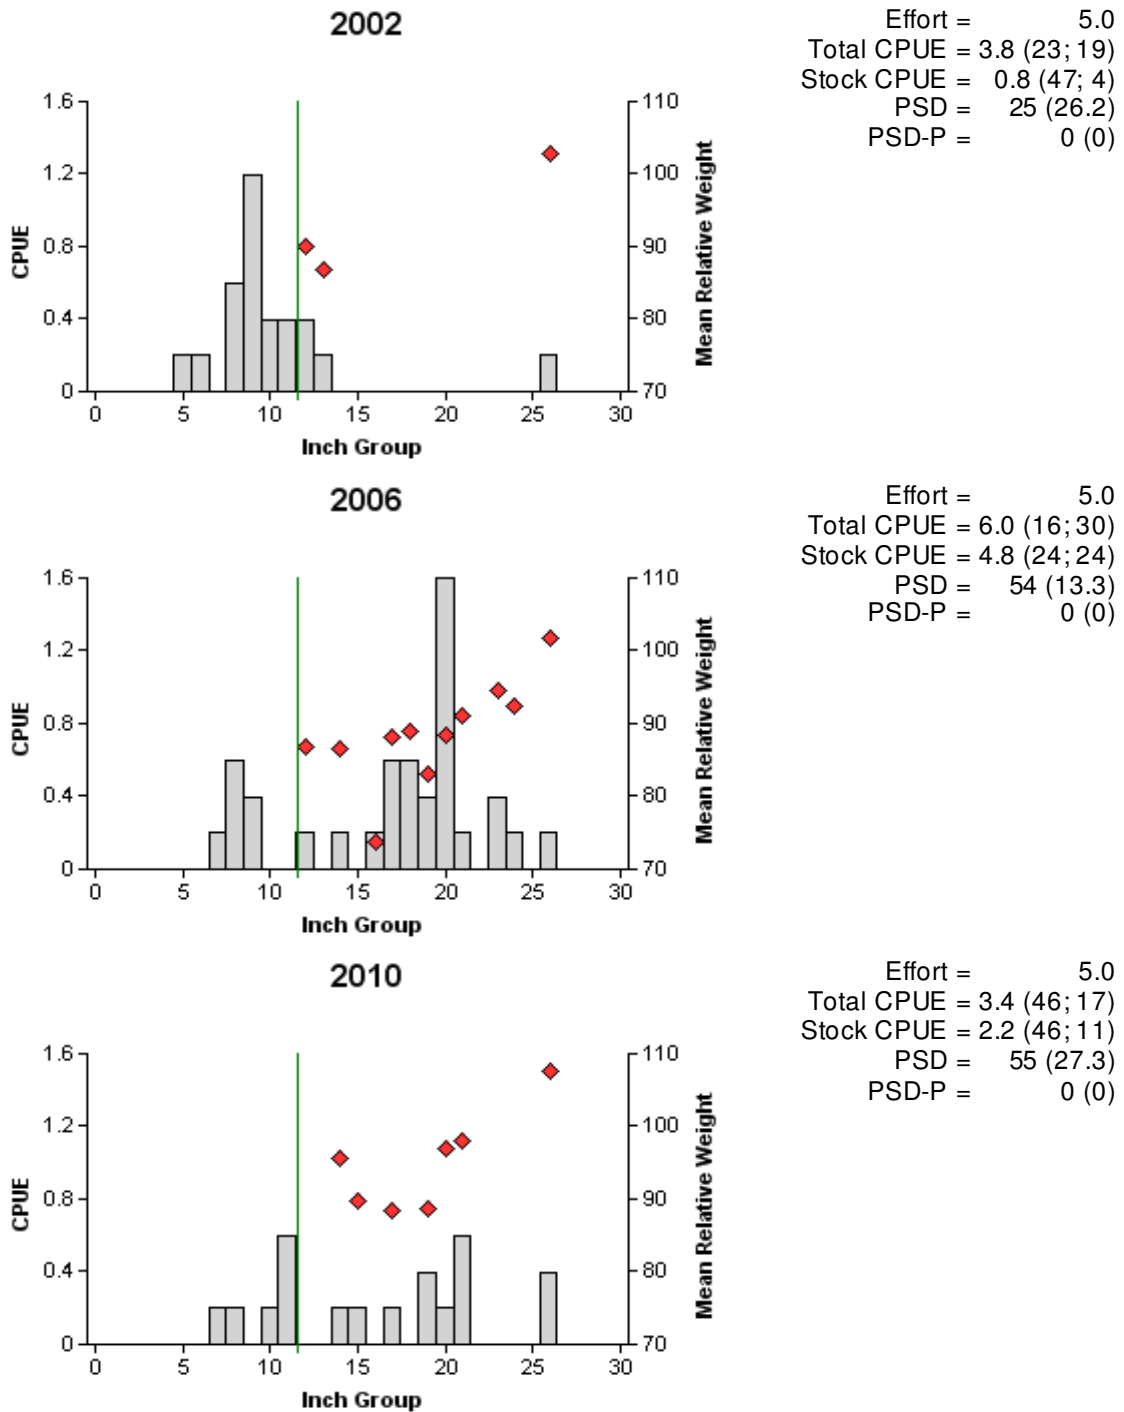 2002
Effort = 5.0
Total CPUE = 3.8 (23; 19)
Stock CPUE = 0.8 (47; 4)
PSD = 25 (26.2)
PSD-P = 0 (0)
1.6 110
1.2 100
0.8 90
0.4 80
0 70
CPUE
Mean Relative Weight
0 5 10 15 20 25 30
Inch Group
2006
Effort = 5.0
Total CPUE = 6.0 (16; 30)
Stock CPUE = 4.8 (24; 24)
PSD = 54 (13.3)
PSD-P = 0 (0)
1.6 110
1.2 100
0.8 90
0.4 80
0 70
CPUE
Mean Relative Weight
0 5 10 15 20 25 30
Inch Group
2010
Effort = 5.0
Total CPUE = 3.4 (46; 17)
Stock CPUE = 2.2 (46; 11)
PSD = 55 (27.3)
PSD-P = 0 (0)
1.6 110
1.2 100
0.8 90
0.4 80
0 70
CPUE
Mean Relative Weight
0 5 10 15 20 25 30
Inch Group